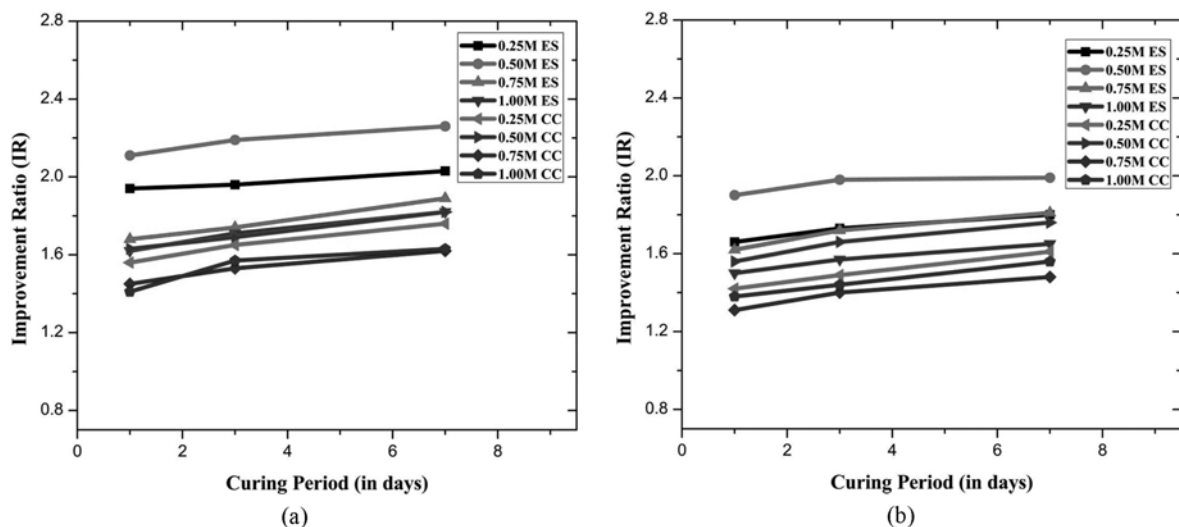 2.8
2.4
2.0
1.6
1.2
0.8
Improvement Ratio (IR)
0.25M ES
0.50M ES
0.75M ES
1.00M ES
0.25M CC
0.50M CC
0.75M CC
1.00M CC
0 2 4 6 8
Curing Period (in days)
(a)
2.8
2.4
2.0
1.6
1.2
0.8
Improvement Ratio (IR)
0.25M ES
0.50M ES
0.75M ES
1.00M ES
0.25M CC
0.50M CC
0.75M CC
1.00M CC
0 2 4 6 8
Curing Period (in days)
(b)